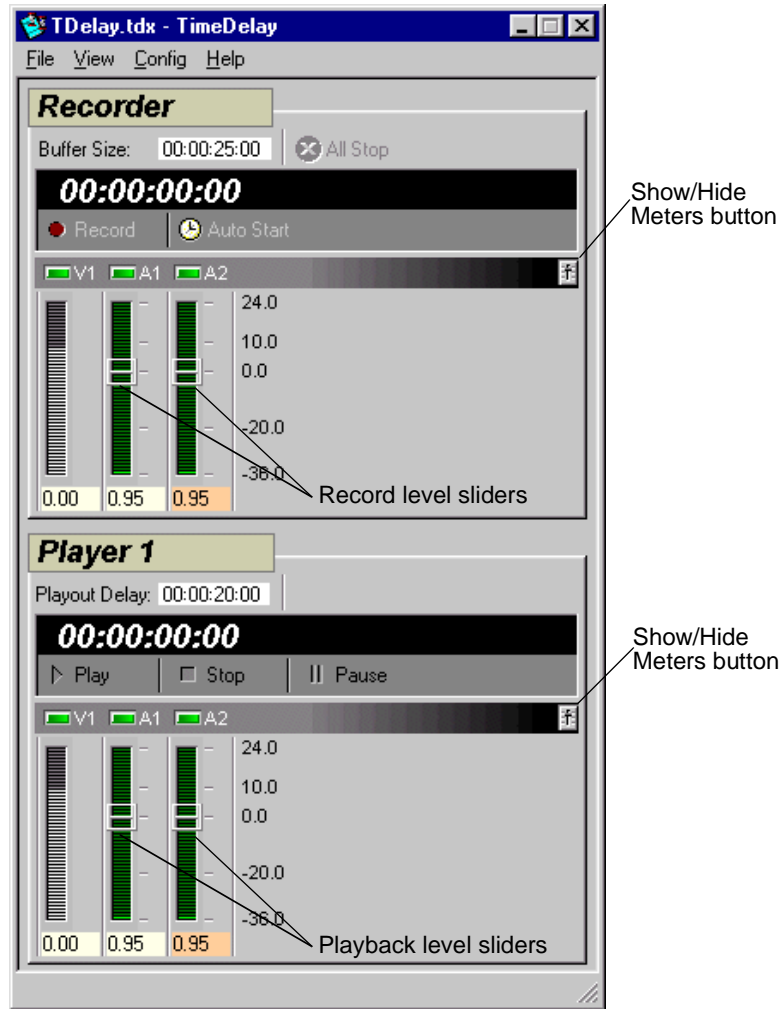 TDelay.tdx - TimeDelay
File View Config Help
Recorder
Buffer Size: 00:00:25:00 All Stop
00:00:00:00
Record Auto Start
Show/Hide
Meters button
V1 A1 A2
24.0
10.0
0.0
-20.0
-36.0
Record level sliders
0.00 0.95 0.95
Player 1
Playout Delay: 00:00:20:00
00:00:00:00
Play Stop Pause
Show/Hide
Meters button
V1 A1 A2
24.0
10.0
0.0
-20.0
-36.0
Playback level sliders
0.00 0.95 0.95